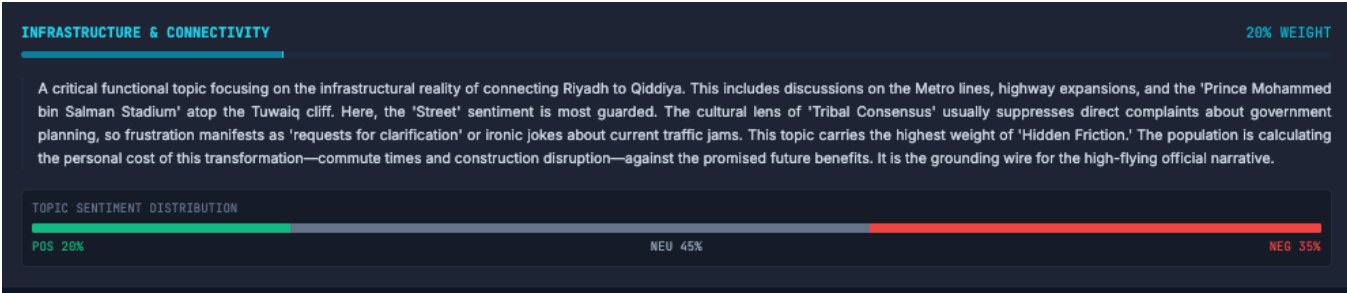 INFRASTRUCTURE & CONNECTIVITY
20% WEIGHT
A critical functional topic focusing on the infrastructural reality of connecting Riyadh to Qiddiya. This includes discussions on the Metro lines, highway expansions, and the 'Prince Mohammed
bin Salman Stadium' atop the Tuwaiq cliff. Here, the 'Street' sentiment is most guarded. The cultural lens of 'Tribal Consensus' usually suppresses direct complaints about government
planning, so frustration manifests as 'requests for clarification' or ironic jokes about current traffic jams. This topic carries the highest weight of 'Hidden Friction.' The population is calculating
the personal cost of this transformation—commute times and construction disruption—against the promised future benefits. It is the grounding wire for the high-flying official narrative.
TOPIC SENTIMENT DISTRIBUTION
POS 20%
NEU 45%
NEG 35%